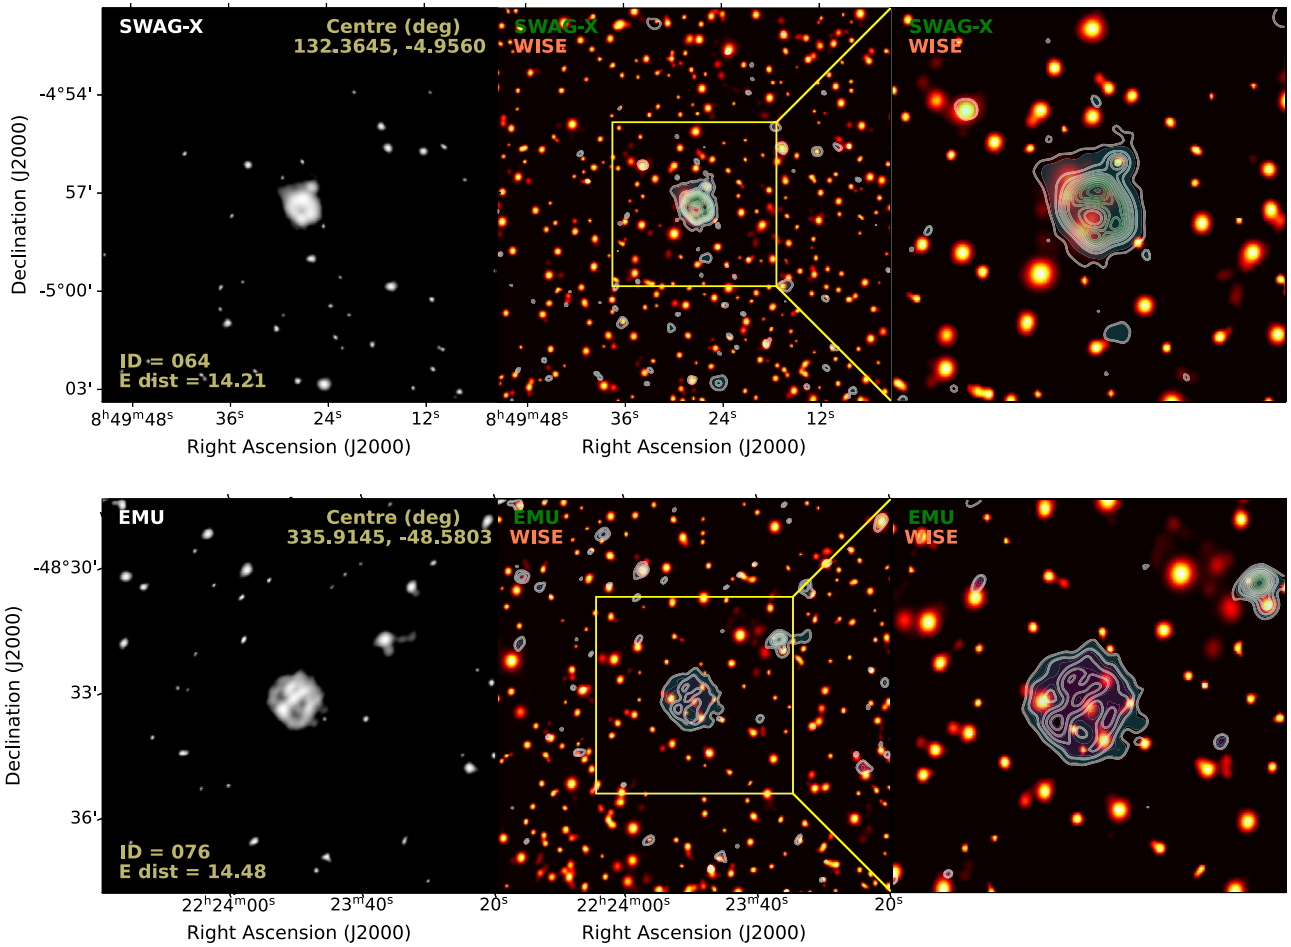 SWAG-X
Centre (deg)
132.3645, -4.9560
SWAG-X
WISE
SWAG-X
WISE
Declination (J2000)
-4°54'
57'
-5°00'
03'
ID = 064
E dist = 14.21
8ʰ49ᵐ48ˢ 36ˢ 24ˢ 12ˢ
8ʰ49ᵐ48ˢ 36ˢ 24ˢ 12ˢ
Right Ascension (J2000)
Right Ascension (J2000)
EMU
Centre (deg)
335.9145, -48.5803
EMU
WISE
EMU
WISE
Declination (J2000)
-48°30'
33'
36'
ID = 076
E dist = 14.48
22ʰ24ᵐ00ˢ 23ᵐ40ˢ 20ˢ
22ʰ24ᵐ00ˢ 23ᵐ40ˢ 20ˢ
Right Ascension (J2000)
Right Ascension (J2000)